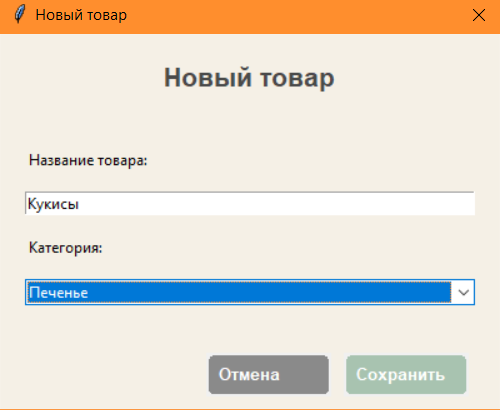 Новый товар
Новый товар
Название товара:
Кукисы
Категория:
Печенье
Отмена
Сохранить